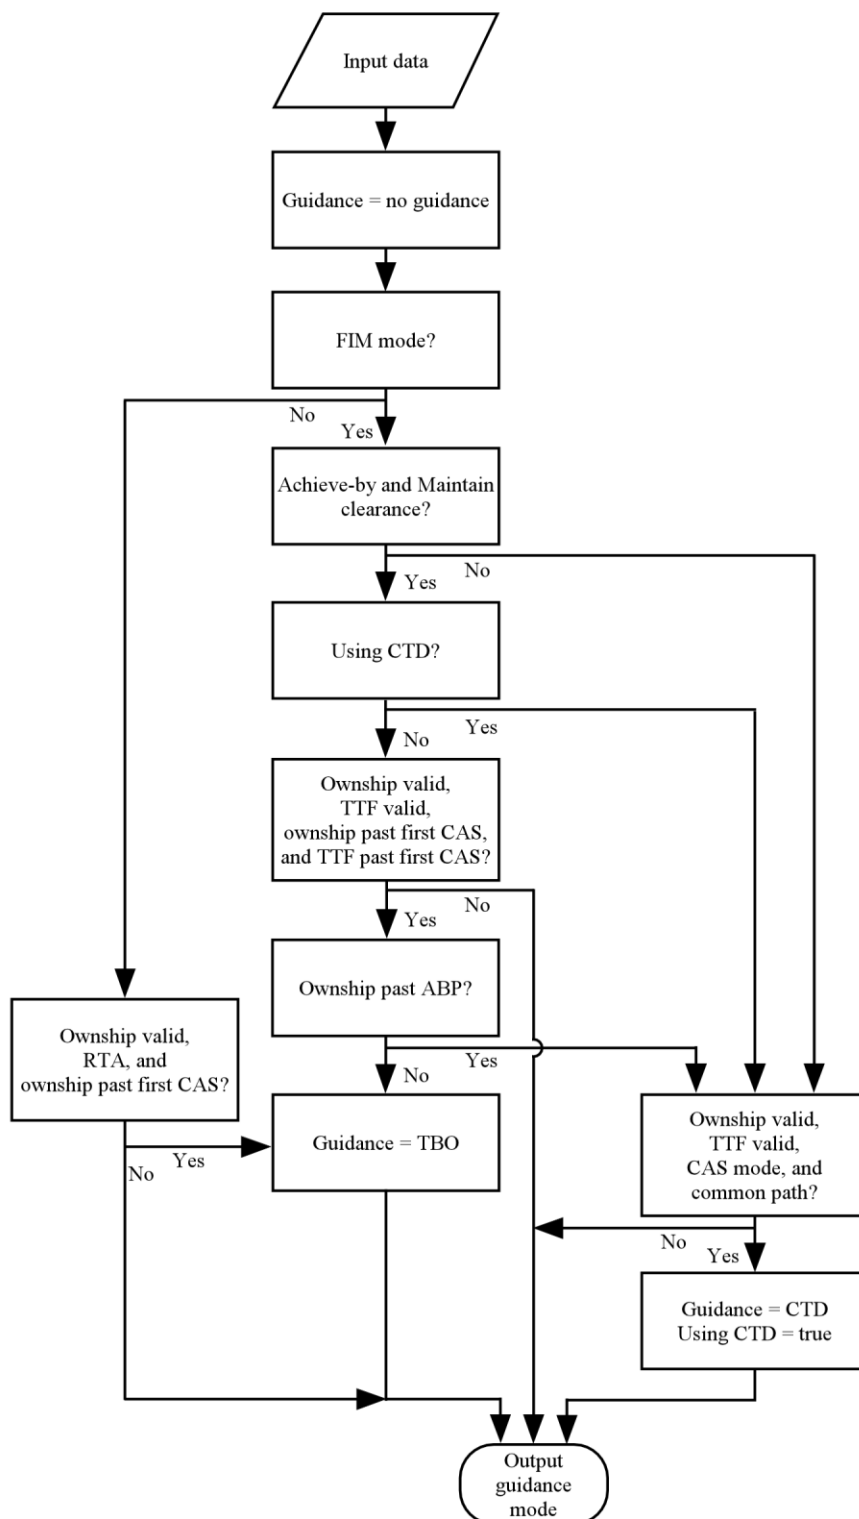 Input data
Guidance = no guidance
FIM mode?
No
Yes
Achieve-by and Maintain
clearance?
No
Yes
Using CTD?
Yes
No
Ownship valid,
TTF valid,
ownship past first CAS,
and TTF past first CAS?
No
Yes
Ownship past ABP?
Yes
No
Ownship valid,
RTA, and
ownship past first CAS?
Yes
No
Guidance = TBO
Ownship valid,
TTF valid,
CAS mode, and
common path?
No
Yes
Guidance = CTD
Using CTD = true
Output
guidance
mode